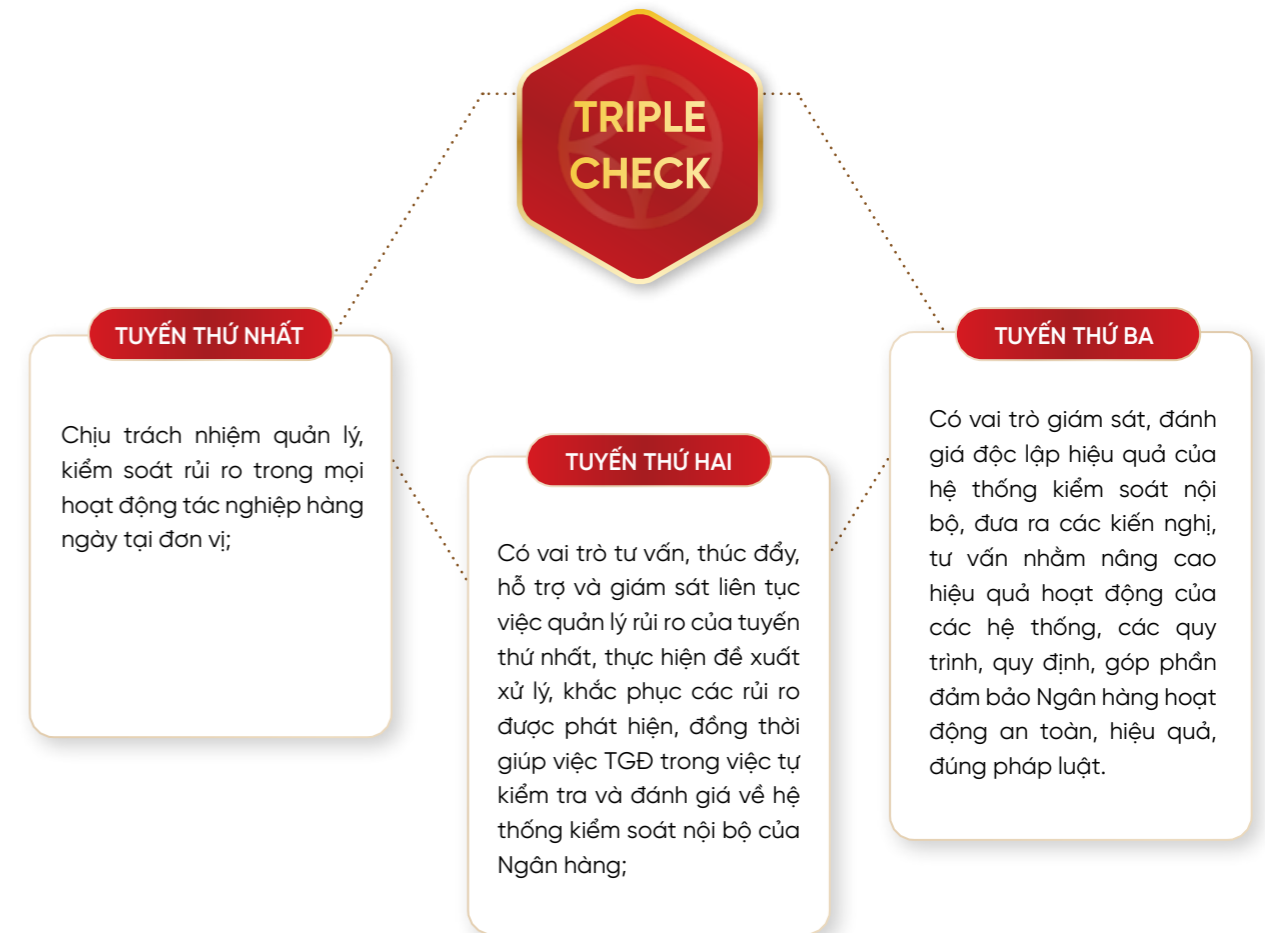 TRIPLE
CHECK
TUYẾN THỨ NHẤT
Chịu trách nhiệm quản lý,
kiểm soát rủi ro trong mọi
hoạt động tác nghiệp hàng
ngày tại đơn vị;
TUYẾN THỨ HAI
Có vai trò tư vấn, thúc đẩy,
hỗ trợ và giám sát liên tục
việc quản lý rủi ro của tuyến
thứ nhất, thực hiện đề xuất
xử lý, khắc phục các rủi ro
được phát hiện, đồng thời
giúp việc TGĐ trong việc tự
kiểm tra và đánh giá về hệ
thống kiểm soát nội bộ của
Ngân hàng;
TUYẾN THỨ BA
Có vai trò giám sát, đánh
giá độc lập hiệu quả của
hệ thống kiểm soát nội
bộ, đưa ra các kiến nghị,
tư vấn nhằm nâng cao
hiệu quả hoạt động của
các hệ thống, các quy
trình, quy định, góp phần
đảm bảo Ngân hàng hoạt
động an toàn, hiệu quả,
đúng pháp luật.